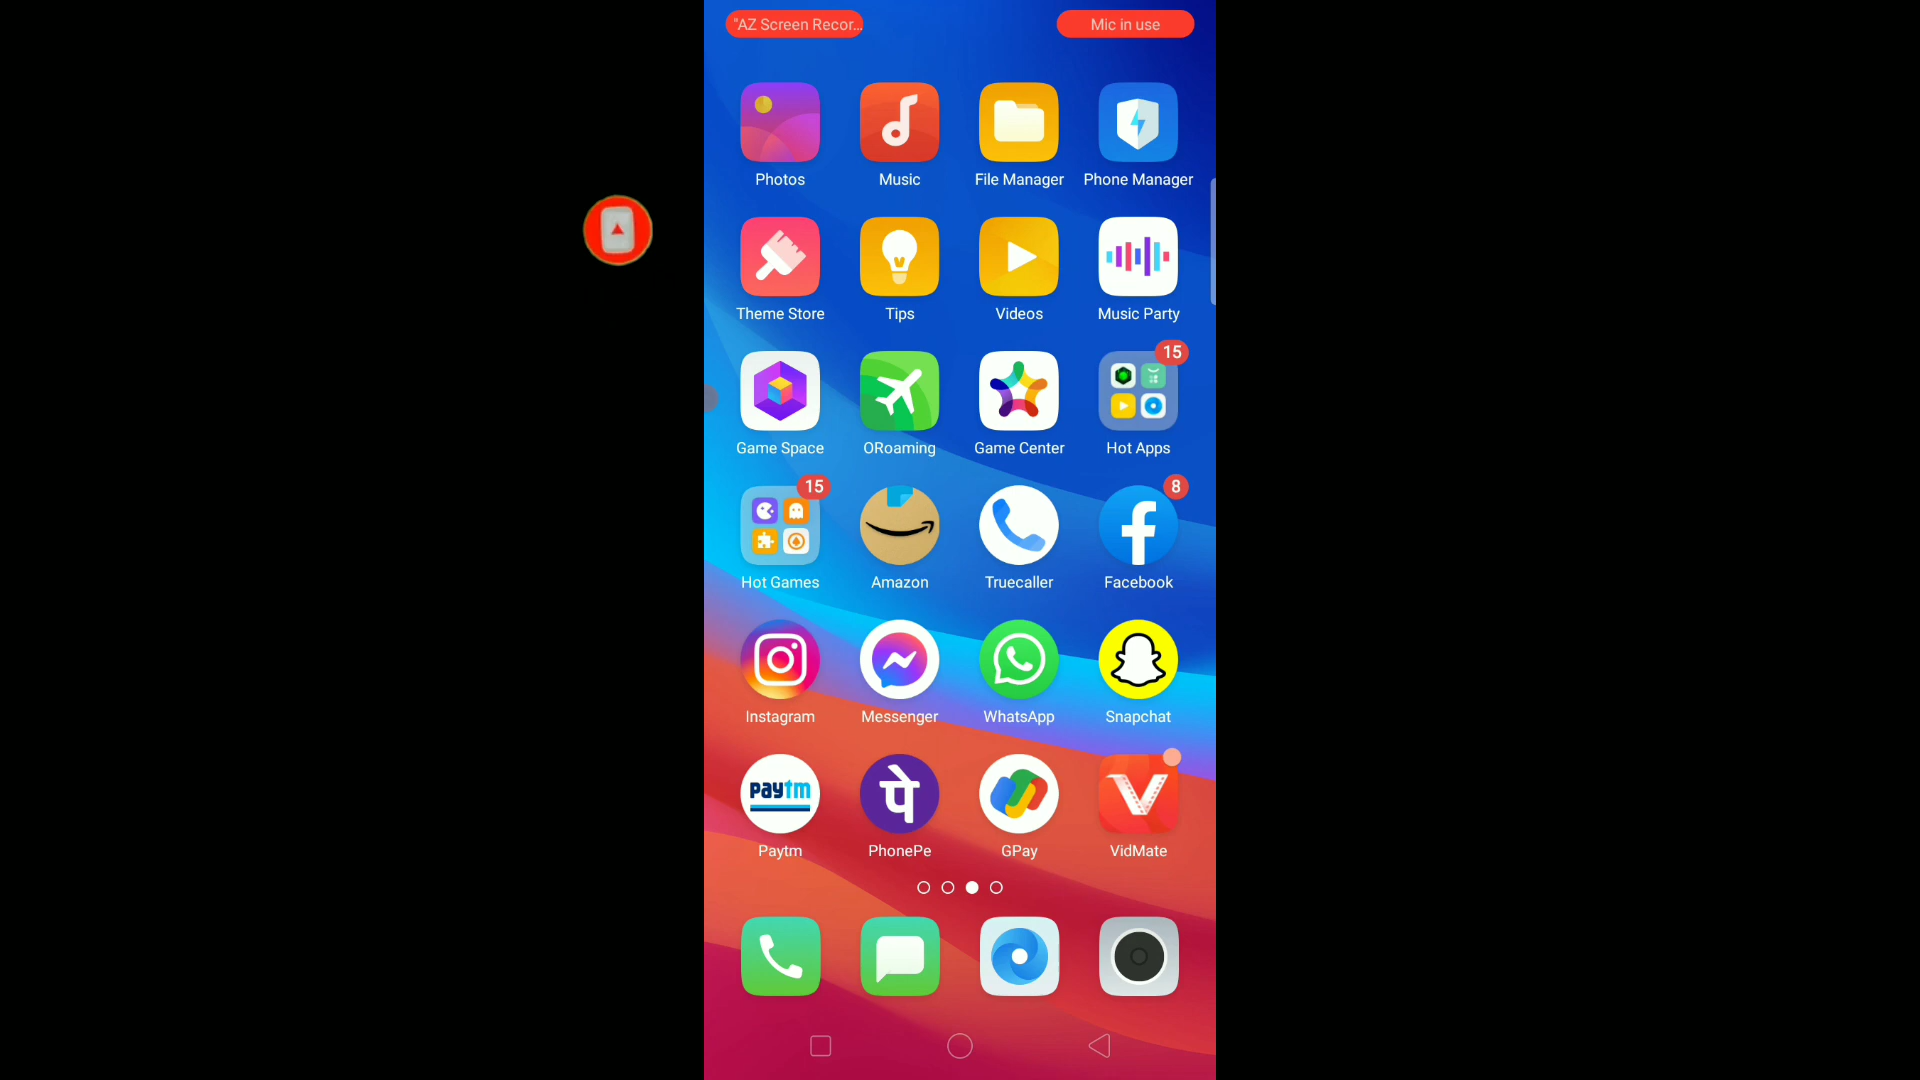 "AZ Screen Recor... Mic in use
Photos Music File Manager Phone Manager
Theme Store Tips Videos Music Party
15
Game Space ORoaming Game Center Hot Apps
15 8
Hot Games Amazon Truecaller Facebook
Instagram Messenger WhatsApp Snapchat
paytm पे
Paytm PhonePe GPay VidMate